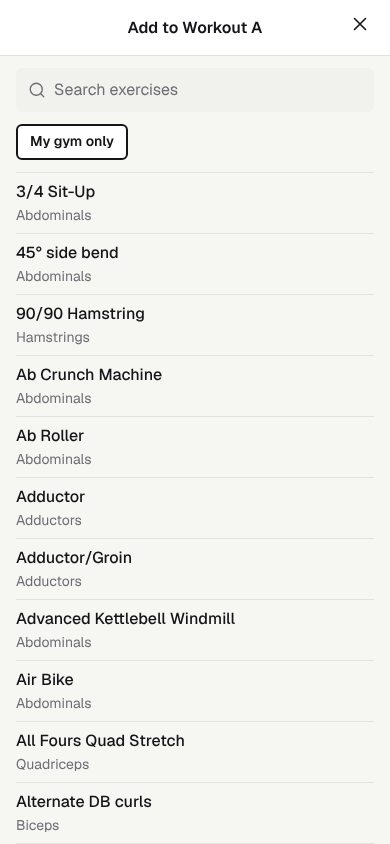 Add to Workout A
Search exercises
My gym only
3/4 Sit-Up
Abdominals
45° side bend
Abdominals
90/90 Hamstring
Hamstrings
Ab Crunch Machine
Abdominals
Ab Roller
Abdominals
Adductor
Adductors
Adductor/Groin
Adductors
Advanced Kettlebell Windmill
Abdominals
Air Bike
Abdominals
All Fours Quad Stretch
Quadriceps
Alternate DB curls
Biceps